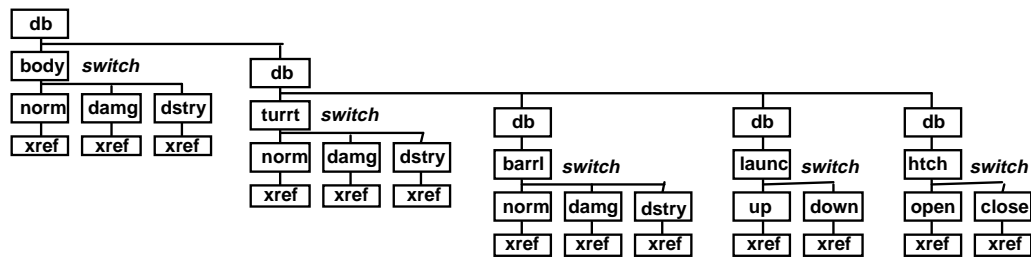 db
body switch
db
norm damg dstry
turrt switch
db db db
xref xref xref
norm damg dstry
barrl switch launc switch htch switch
xref xref xref
norm damg dstry up down open close
xref xref xref xref xref xref xref